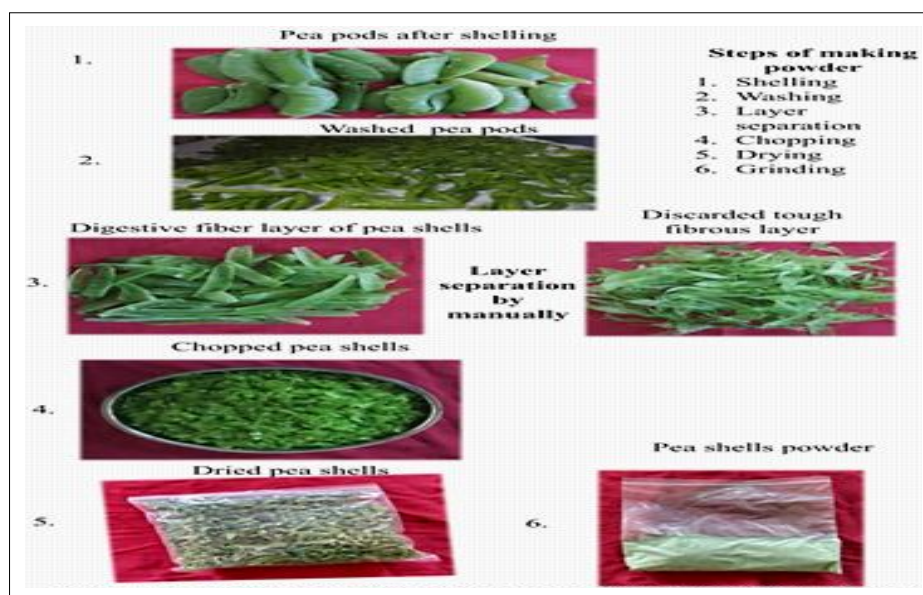 Pea pods after shelling
1.
Steps of making
powder
1. Shelling
2. Washing
3. Layer
separation
4. Chopping
5. Drying
6. Grinding
Washed pea pods
2.
Digestive fiber layer of pea shells
Discarded tough
fibrous layer
3.
Layer
separation
by
manually
Chopped pea shells
4.
Dried pea shells
5.
Pea shells powder
6.